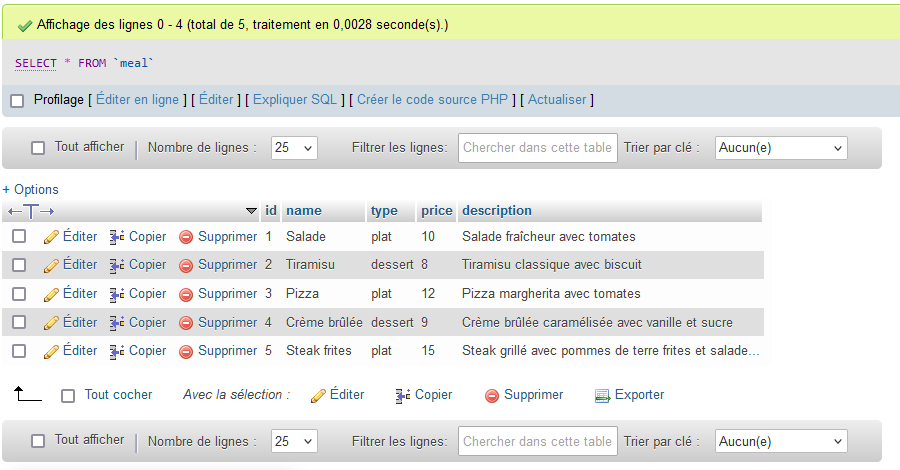 Affichage des lignes 0 - 4 (total de 5, traitement en 0,0028 seconde(s).)
SELECT * FROM `meal`
Profilage [ Éditer en ligne ] [ Éditer ] [ Expliquer SQL ] [ Créer le code source PHP ] [ Actualiser ]
Tout afficher Nombre de lignes : 25 Filtrer les lignes: Chercher dans cette table Trier par clé : Aucun(e)
+ Options
←T→ id name type price description
Éditer Copier Supprimer 1 Salade plat 10 Salade fraîcheur avec tomates
Éditer Copier Supprimer 2 Tiramisu dessert 8 Tiramisu classique avec biscuit
Éditer Copier Supprimer 3 Pizza plat 12 Pizza margherita avec tomates
Éditer Copier Supprimer 4 Crème brûlée dessert 9 Crème brûlée caramélisée avec vanille et sucre
Éditer Copier Supprimer 5 Steak frites plat 15 Steak grillé avec pommes de terre frites et salade...
Tout cocher Avec la sélection : Éditer Copier Supprimer Exporter
Tout afficher Nombre de lignes : 25 Filtrer les lignes: Chercher dans cette table Trier par clé : Aucun(e)